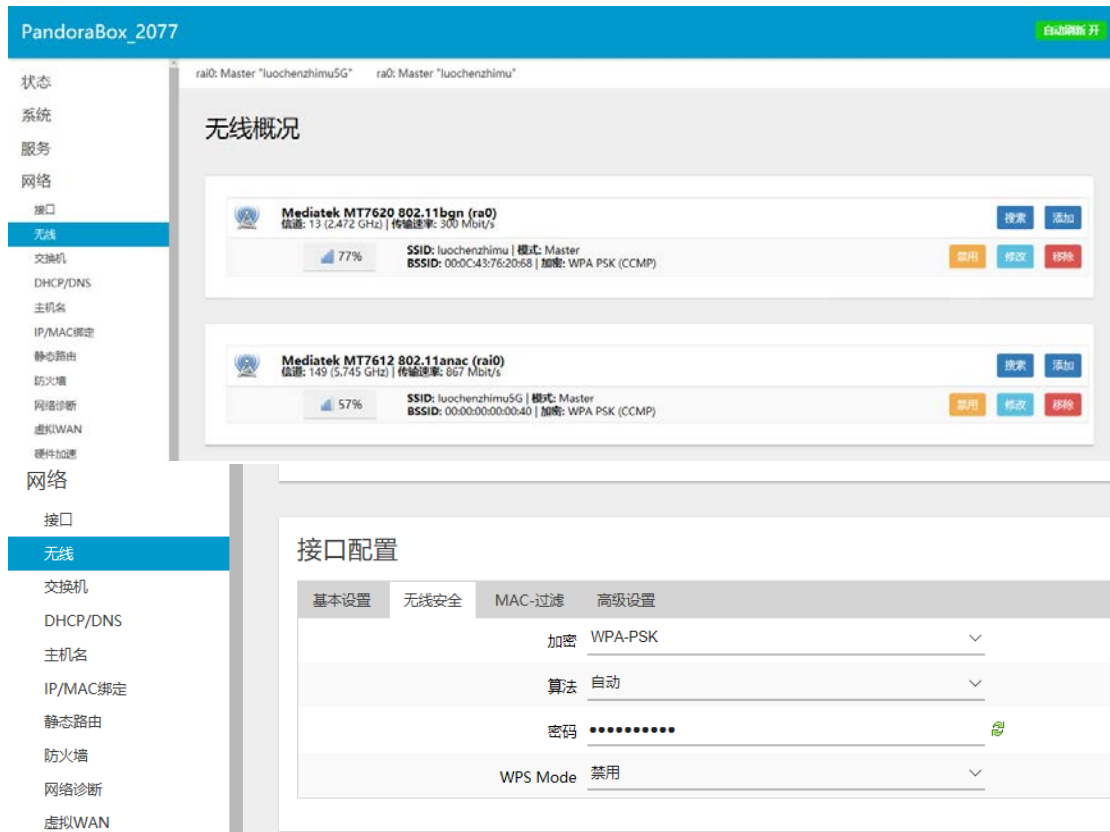 PandoraBox_2077
自动刷新 开
rai0: Master "luochenzhimu5G" ra0: Master "luochenzhimu"
状态
系统
服务
网络
接口
无线
交换机
DHCP/DNS
主机名
IP/MAC绑定
静态路由
防火墙
网络诊断
虚拟WAN
硬件加速
无线概况
Mediatek MT7620 802.11bgn (ra0)
信道: 13 (2.472 GHz) | 传输速率: 300 Mbit/s
搜索 添加
77%
SSID: luochenzhimu | 模式: Master
BSSID: 00:0C:43:76:20:68 | 加密: WPA PSK (CCMP)
禁用 修改 移除
Mediatek MT7612 802.11anac (rai0)
信道: 149 (5.745 GHz) | 传输速率: 867 Mbit/s
搜索 添加
57%
SSID: luochenzhimu5G | 模式: Master
BSSID: 00:00:00:00:00:40 | 加密: WPA PSK (CCMP)
禁用 修改 移除
网络
接口
无线
交换机
DHCP/DNS
主机名
IP/MAC绑定
静态路由
防火墙
网络诊断
虚拟WAN
接口配置
基本设置 无线安全 MAC-过滤 高级设置
加密 WPA-PSK
算法 自动
密码 ••••••••••
WPS Mode 禁用